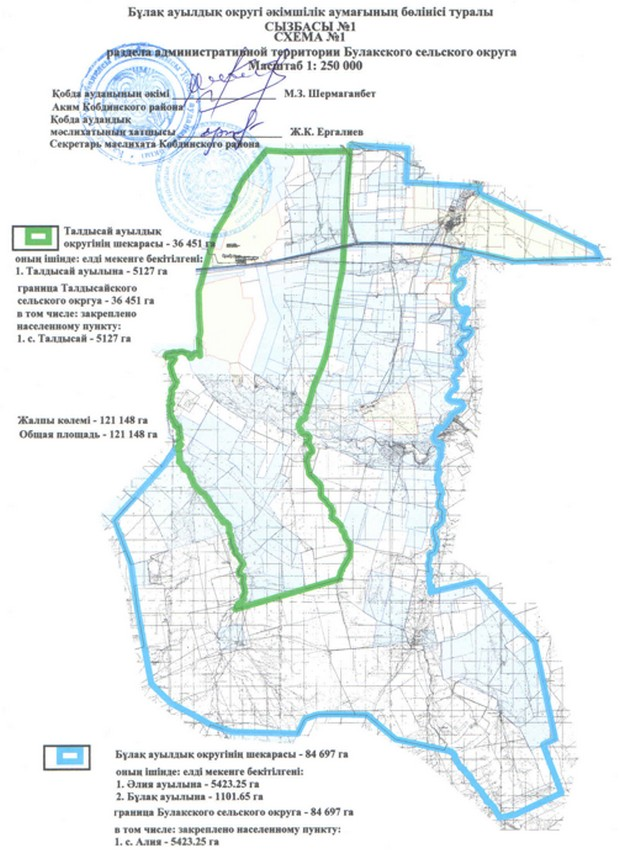 Бұлақ ауылдық округі әкімшілік аумағының бөлінісі туралы
СЫЗБАСЫ №1
СХЕМА №1
раздела административной территории Булакского сельского округа
Масштаб 1: 250 000
Қобда ауданының әкімі М.З. Шермаганбет
Аким Кобдинского района
Қобда аудандық
мәслихатының хатшысы Ж.К. Ергалиев
Секретарь маслихата Кобдинского района
Талдысай ауылдық
округінің шекарасы - 36 451 га
оның ішінде: елді мекенге бекітілгені:
1. Талдысай ауылына - 5127 га
граница Талдысайского
сельского окргуа - 36 451 га
в том числе: закреплено
населенному пункту:
1. с. Талдысай - 5127 га
Жалпы көлемі - 121 148 га
Общая площадь - 121 148 га
Бұлақ ауылдық округінің шекарасы - 84 697 га
оның ішінде: елді мекенге бекітілгені:
1. Әлия ауылына - 5423.25 га
2. Бұлақ ауылына - 1101.65 га
граница Булакского сельского округа - 84 697 га
в том числе: закреплено населенному пункту:
1. с. Алия - 5423.25 га